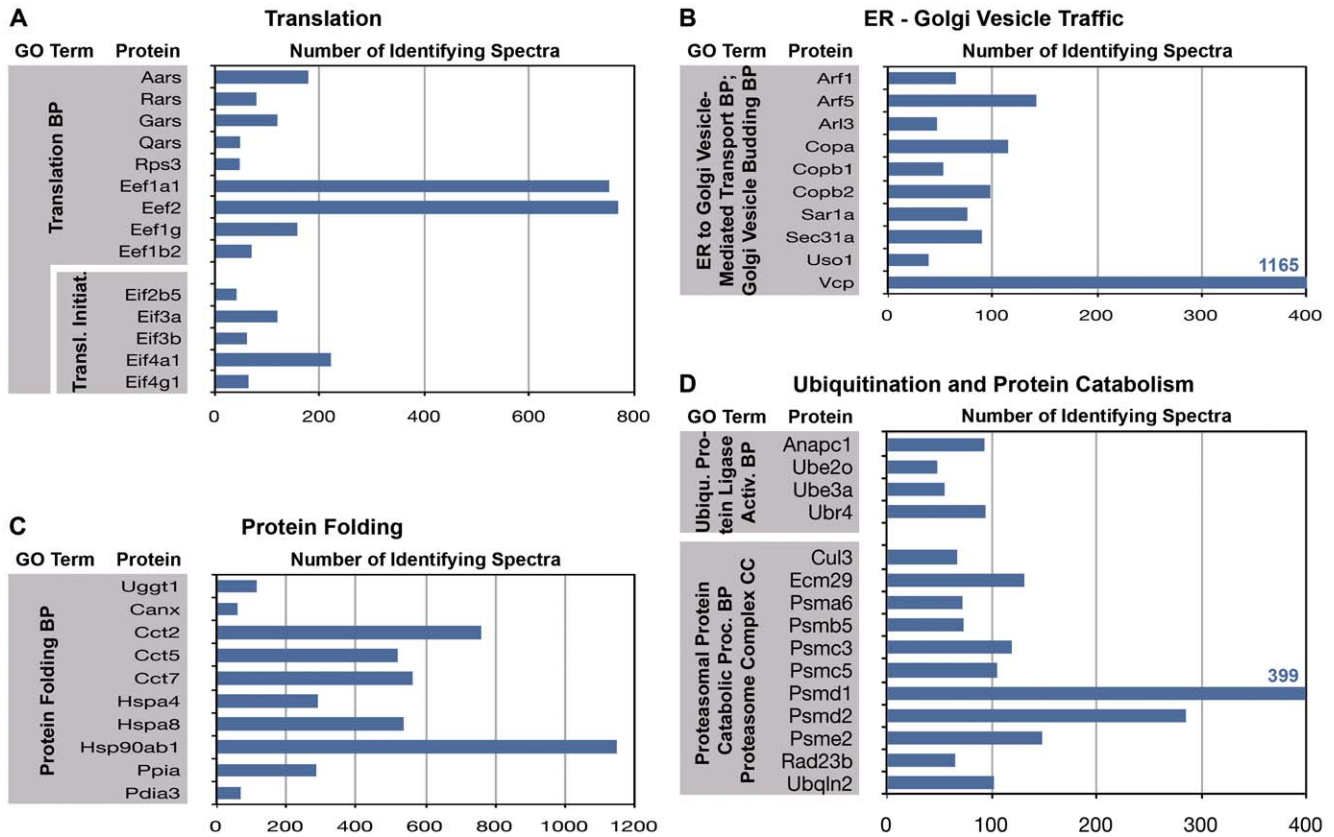 A Translation
GO Term Protein Number of Identifying Spectra
Translation BP
Aars
Rars
Gars
Qars
Rps3
Eef1a1
Eef2
Eef1g
Eef1b2
Transl. Initiat.
Eif2b5
Eif3a
Eif3b
Eif4a1
Eif4g1
0 200 400 600 800
B ER - Golgi Vesicle Traffic
GO Term Protein Number of Identifying Spectra
ER to Golgi Vesicle-
Mediated Transport BP;
Golgi Vesicle Budding BP
Arf1
Arf5
Arl3
Copa
Copb1
Copb2
Sar1a
Sec31a
Uso1
Vcp
1165
0 100 200 300 400
C Protein Folding
GO Term Protein Number of Identifying Spectra
Protein Folding BP
Uggt1
Canx
Cct2
Cct5
Cct7
Hspa4
Hspa8
Hsp90ab1
Ppia
Pdia3
0 200 400 600 800 1000 1200
D Ubiquitination and Protein Catabolism
GO Term Protein Number of Identifying Spectra
Ubiqu. Pro-
tein Ligase
Activ. BP
Anapc1
Ube2o
Ube3a
Ubr4
Proteasomal Protein
Catabolic Proc. BP
Proteasome Complex CC
Cul3
Ecm29
Psma6
Psmb5
Psmc3
Psmc5
Psmd1
399
Psmd2
Psme2
Rad23b
Ubqln2
0 100 200 300 400